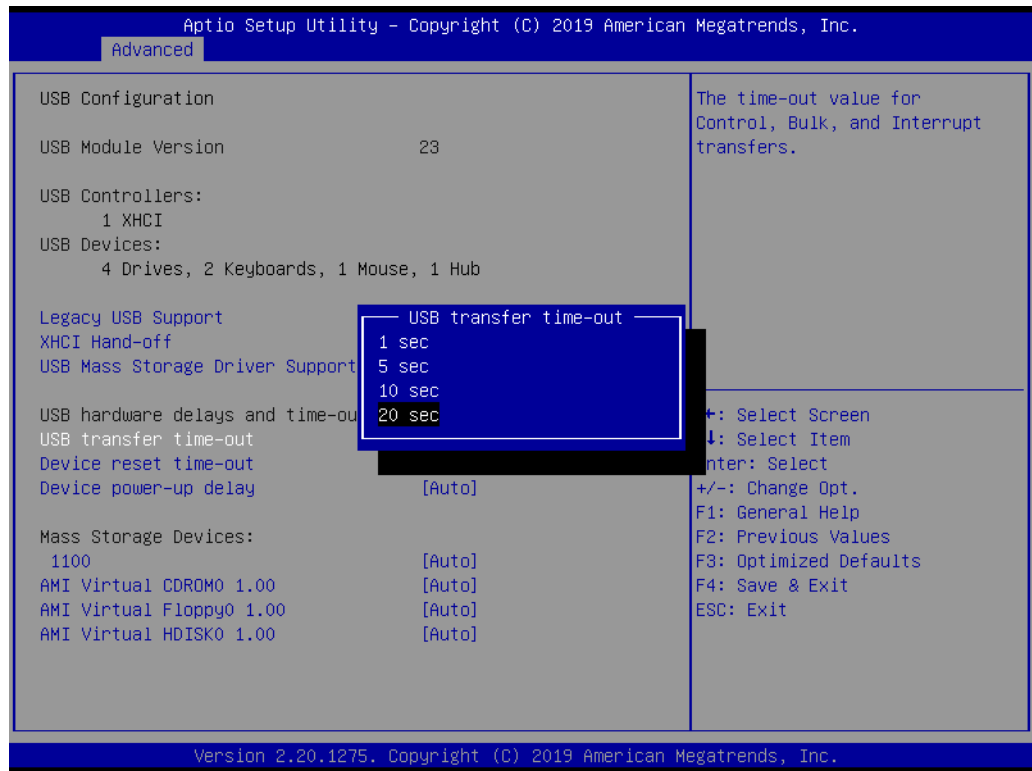 Aptio Setup Utility – Copyright (C) 2019 American Megatrends, Inc.
Advanced
USB Configuration
USB Module Version 23
USB Controllers:
1 XHCI
USB Devices:
4 Drives, 2 Keyboards, 1 Mouse, 1 Hub
Legacy USB Support
XHCI Hand-off
USB Mass Storage Driver Support
USB hardware delays and time-ou
USB transfer time-out
Device reset time-out
Device power-up delay [Auto]
Mass Storage Devices:
1100 [Auto]
AMI Virtual CDROM0 1.00 [Auto]
AMI Virtual Floppy0 1.00 [Auto]
AMI Virtual HDISK0 1.00 [Auto]
USB transfer time-out
1 sec
5 sec
10 sec
20 sec
The time-out value for
Control, Bulk, and Interrupt
transfers.
: Select Screen
: Select Item
nter: Select
+/-: Change Opt.
F1: General Help
F2: Previous Values
F3: Optimized Defaults
F4: Save & Exit
ESC: Exit
Version 2.20.1275. Copyright (C) 2019 American Megatrends, Inc.